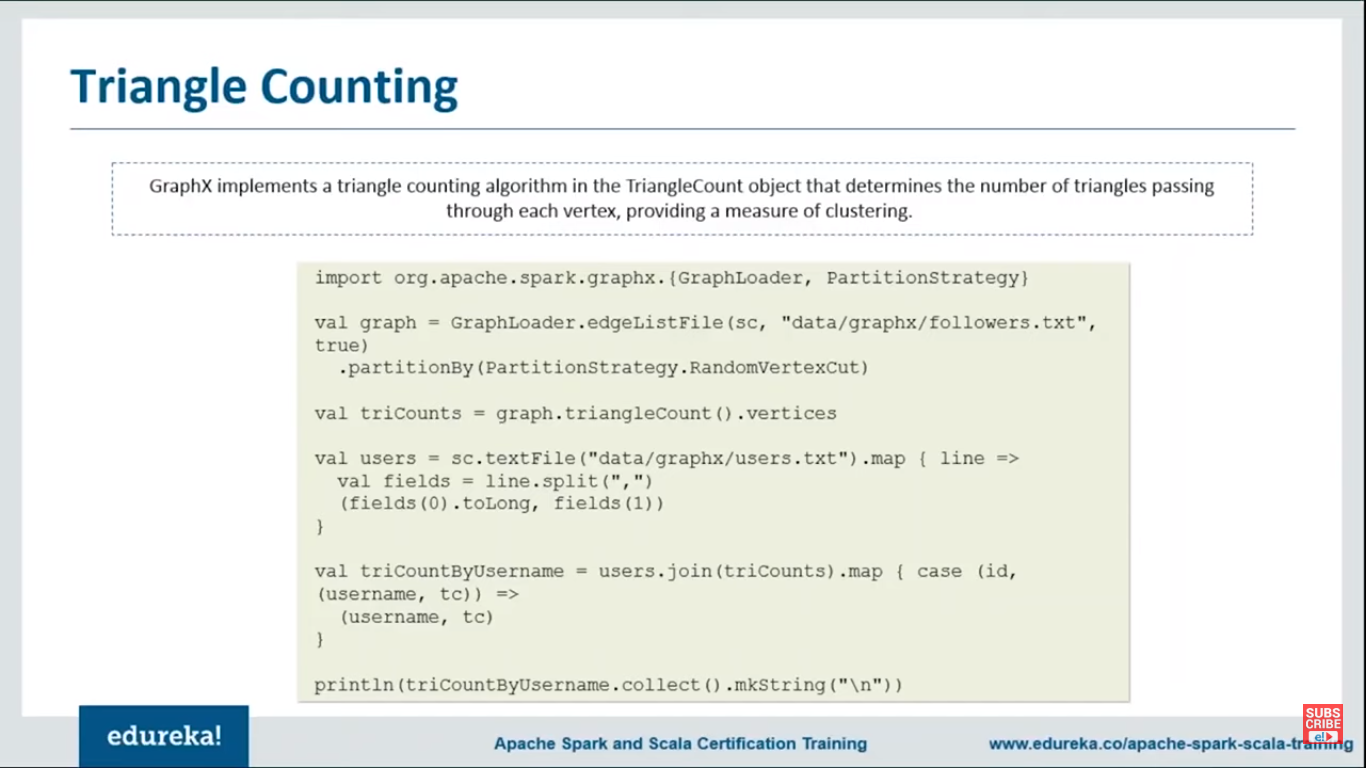 Triangle Counting
GraphX implements a triangle counting algorithm in the TriangleCount object that determines the number of triangles passing
through each vertex, providing a measure of clustering.
import org.apache.spark.graphx.{GraphLoader, PartitionStrategy}
val graph = GraphLoader.edgeListFile(sc, "data/graphx/followers.txt",
true)
  .partitionBy(PartitionStrategy.RandomVertexCut)
val triCounts = graph.triangleCount().vertices
val users = sc.textFile("data/graphx/users.txt").map { line =>
  val fields = line.split(",")
  (fields(0).toLong, fields(1))
}
val triCountByUsername = users.join(triCounts).map { case (id,
(username, tc)) =>
  (username, tc)
}
println(triCountByUsername.collect().mkString("\n"))
SUBS
CRIBE
e!
edureka!
Apache Spark and Scala Certification Training
www.edureka.co/apache-spark-scala-training